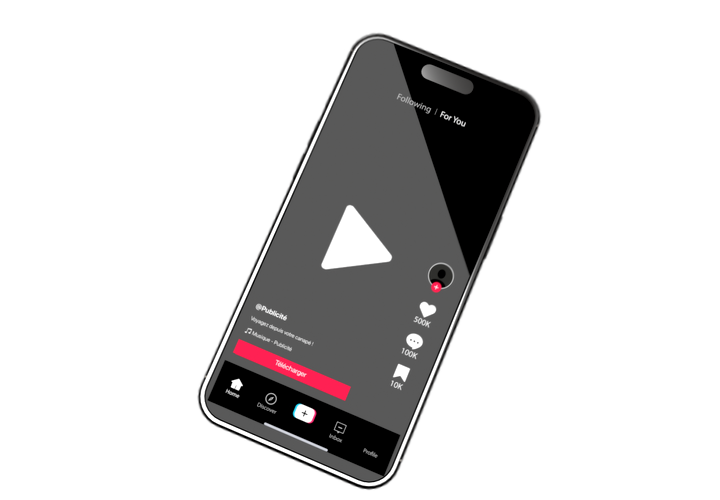 Following | For You
500K
100K
10K
@Publicité
Voyagez depuis votre canapé !
Musique - Publicité
Télécharger
Home
Discover
Inbox
Profile